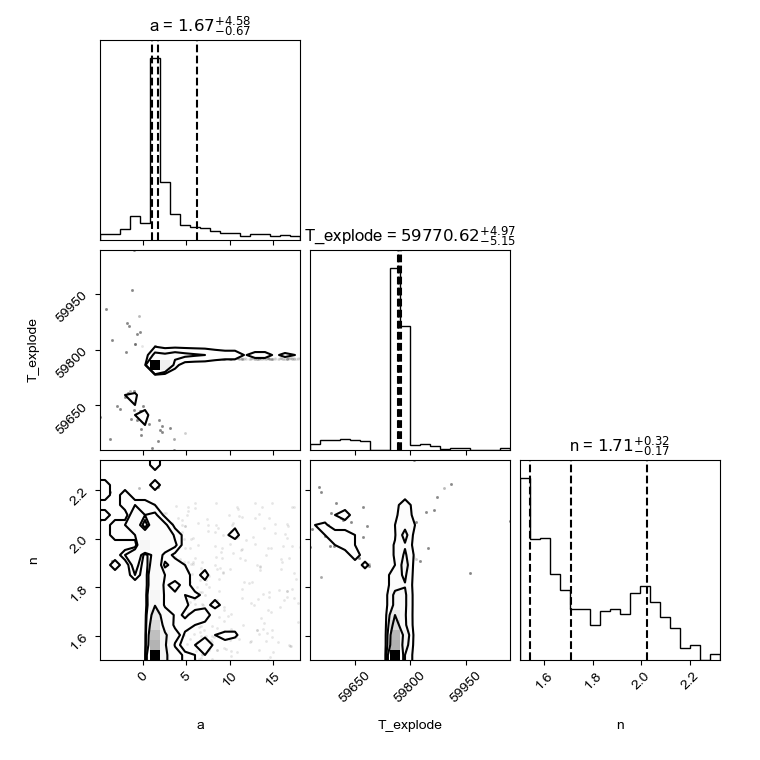 a = 1.67+4.58−0.67
T_explode = 59770.62+4.97−5.15
59950
59800
59650
T_explode
n = 1.71+0.32−0.17
2.2
2.0
1.8
1.6
n
0 5 10 15
59650 59800 59950
1.6 1.8 2.0 2.2
a T_explode n